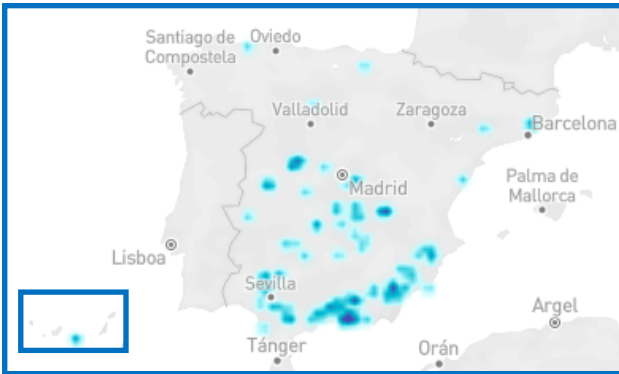 Santiago de
Compostela
Oviedo
Valladolid
Zaragoza
Barcelona
Madrid
Palma de
Mallorca
Lisboa
Sevilla
Argel
Tánger
Orán